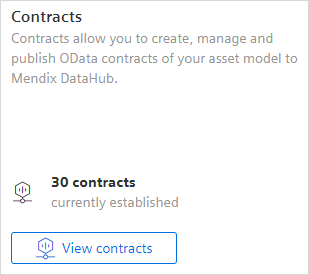 Contracts
Contracts allow you to create, manage and
publish OData contracts of your asset model to
Mendix DataHub.
30 contracts
currently established
View contracts